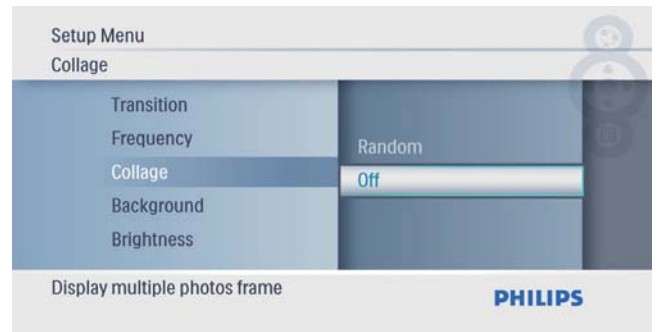 Setup Menu
Collage
Transition
Frequency
Collage
Background
Brightness
Random
Off
Display multiple photos frame
PHILIPS